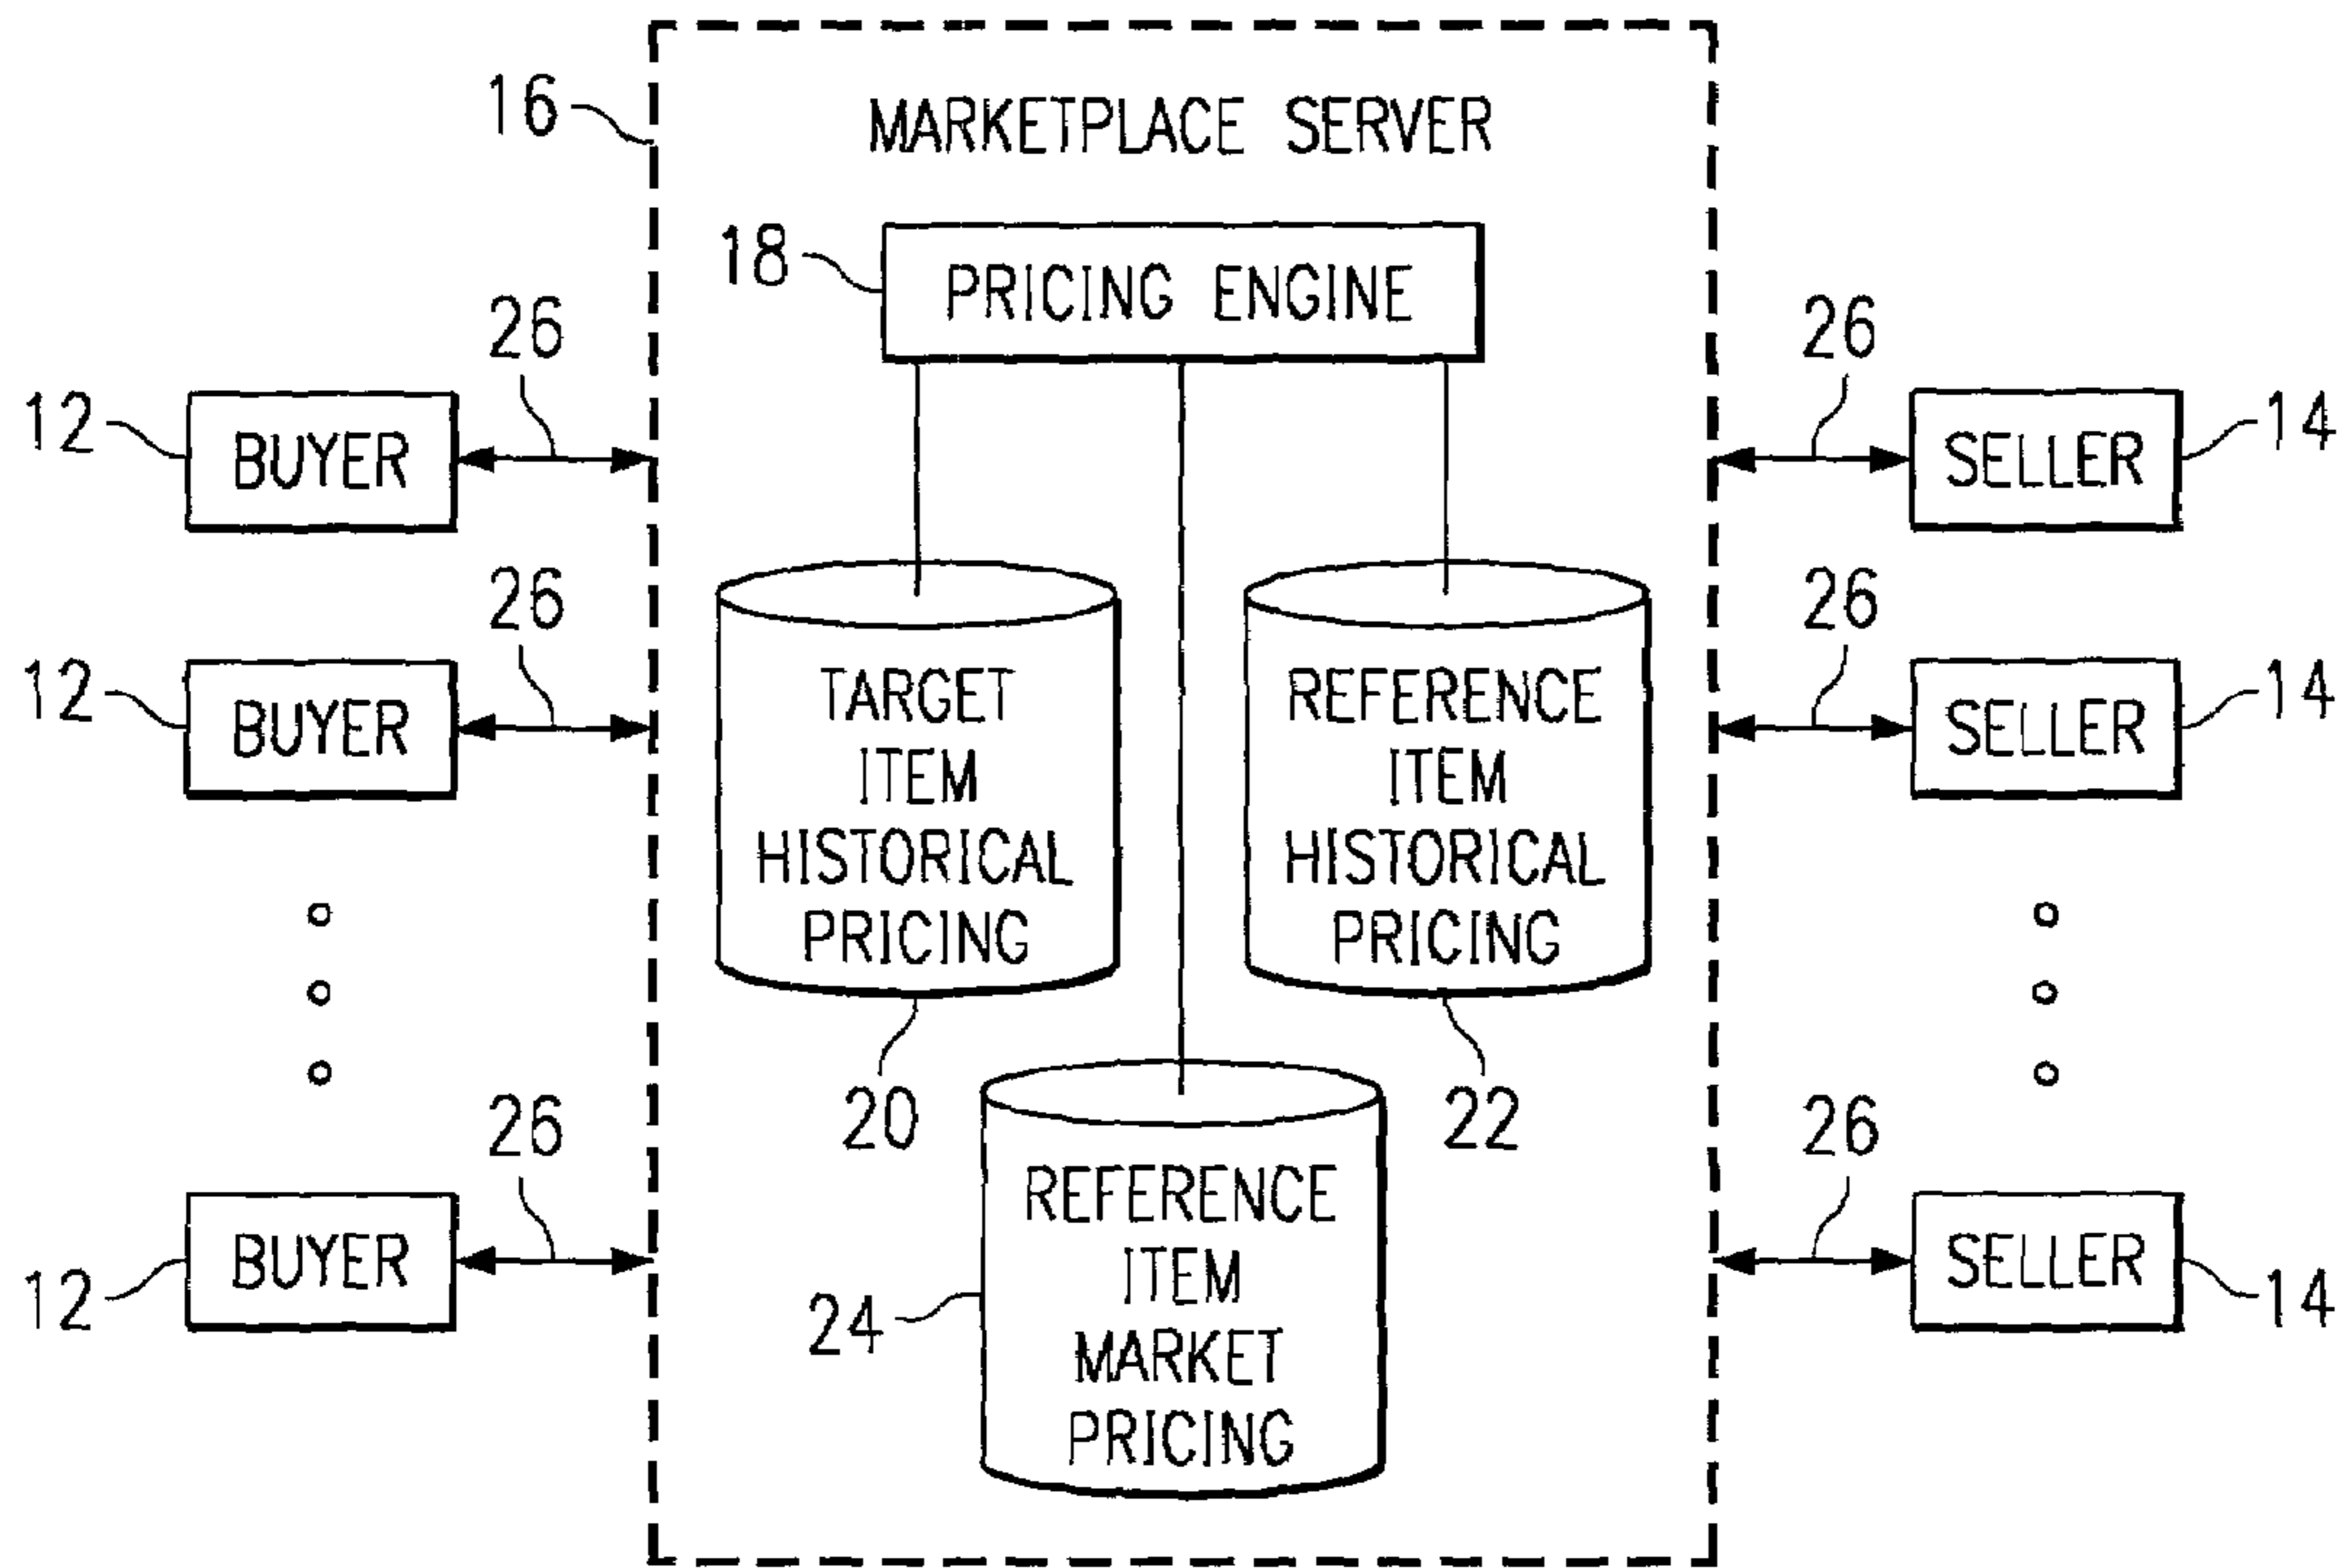 16
MARKETPLACE SERVER
18
PRICING ENGINE
26
26
12
BUYER
SELLER
14
26
26
12
BUYER
SELLER
14
TARGET
ITEM
HISTORICAL
PRICING
REFERENCE
ITEM
HISTORICAL
PRICING
20
22
26
26
12
BUYER
SELLER
14
24
REFERENCE
ITEM
MARKET
PRICING